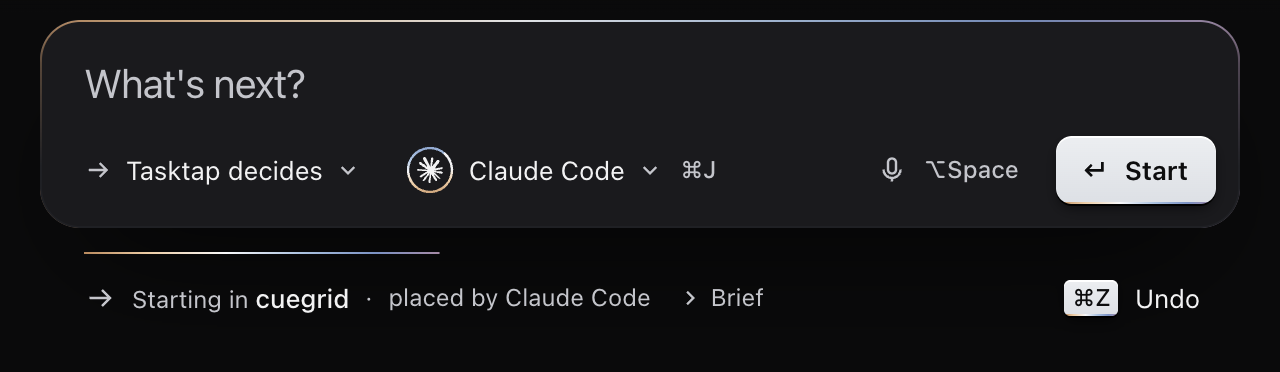 What's next?
→ Tasktap decides Claude Code ⌘J ⌥Space ↵ Start
→ Starting in cuegrid · placed by Claude Code > Brief ⌘Z Undo